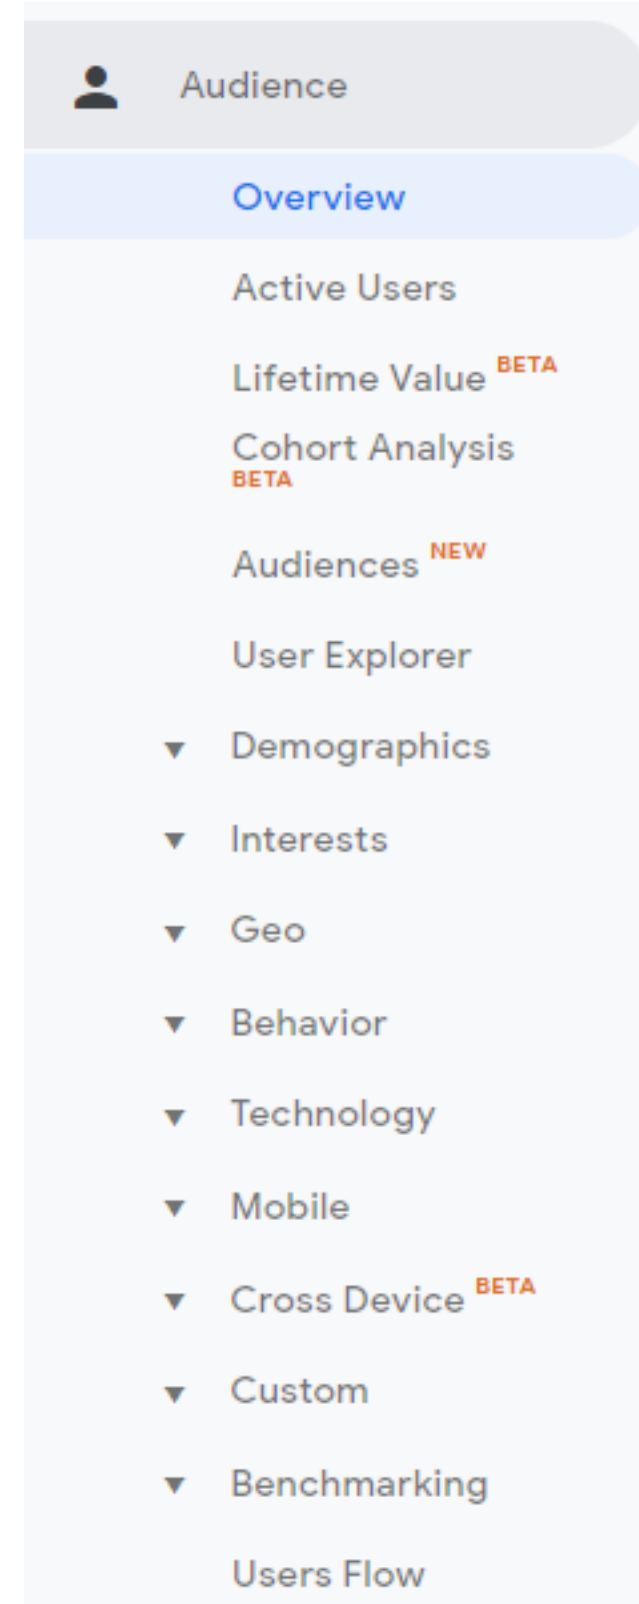 Audience
Overview
Active Users
Lifetime Value BETA
Cohort Analysis
BETA
Audiences NEW
User Explorer
Demographics
Interests
Geo
Behavior
Technology
Mobile
Cross Device BETA
Custom
Benchmarking
Users Flow